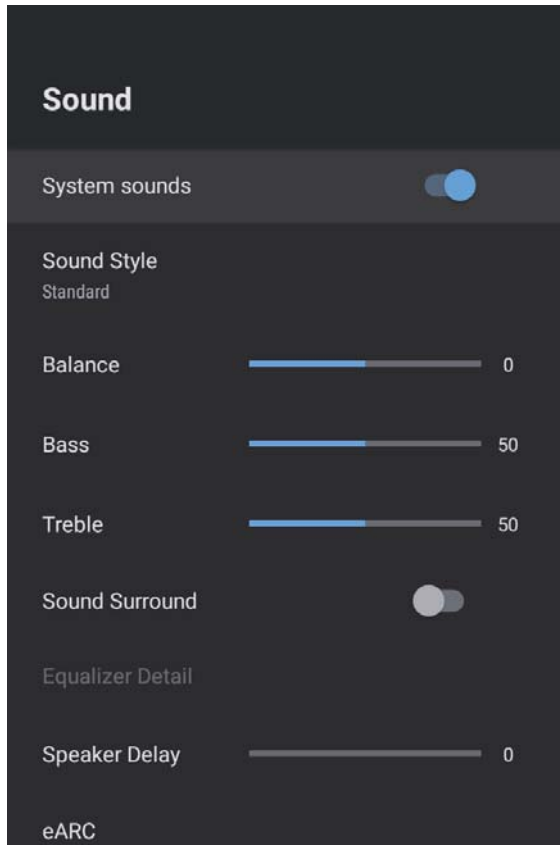 Sound
System sounds
Sound Style
Standard
Balance 0
Bass 50
Treble 50
Sound Surround
Equalizer Detail
Speaker Delay 0
eARC